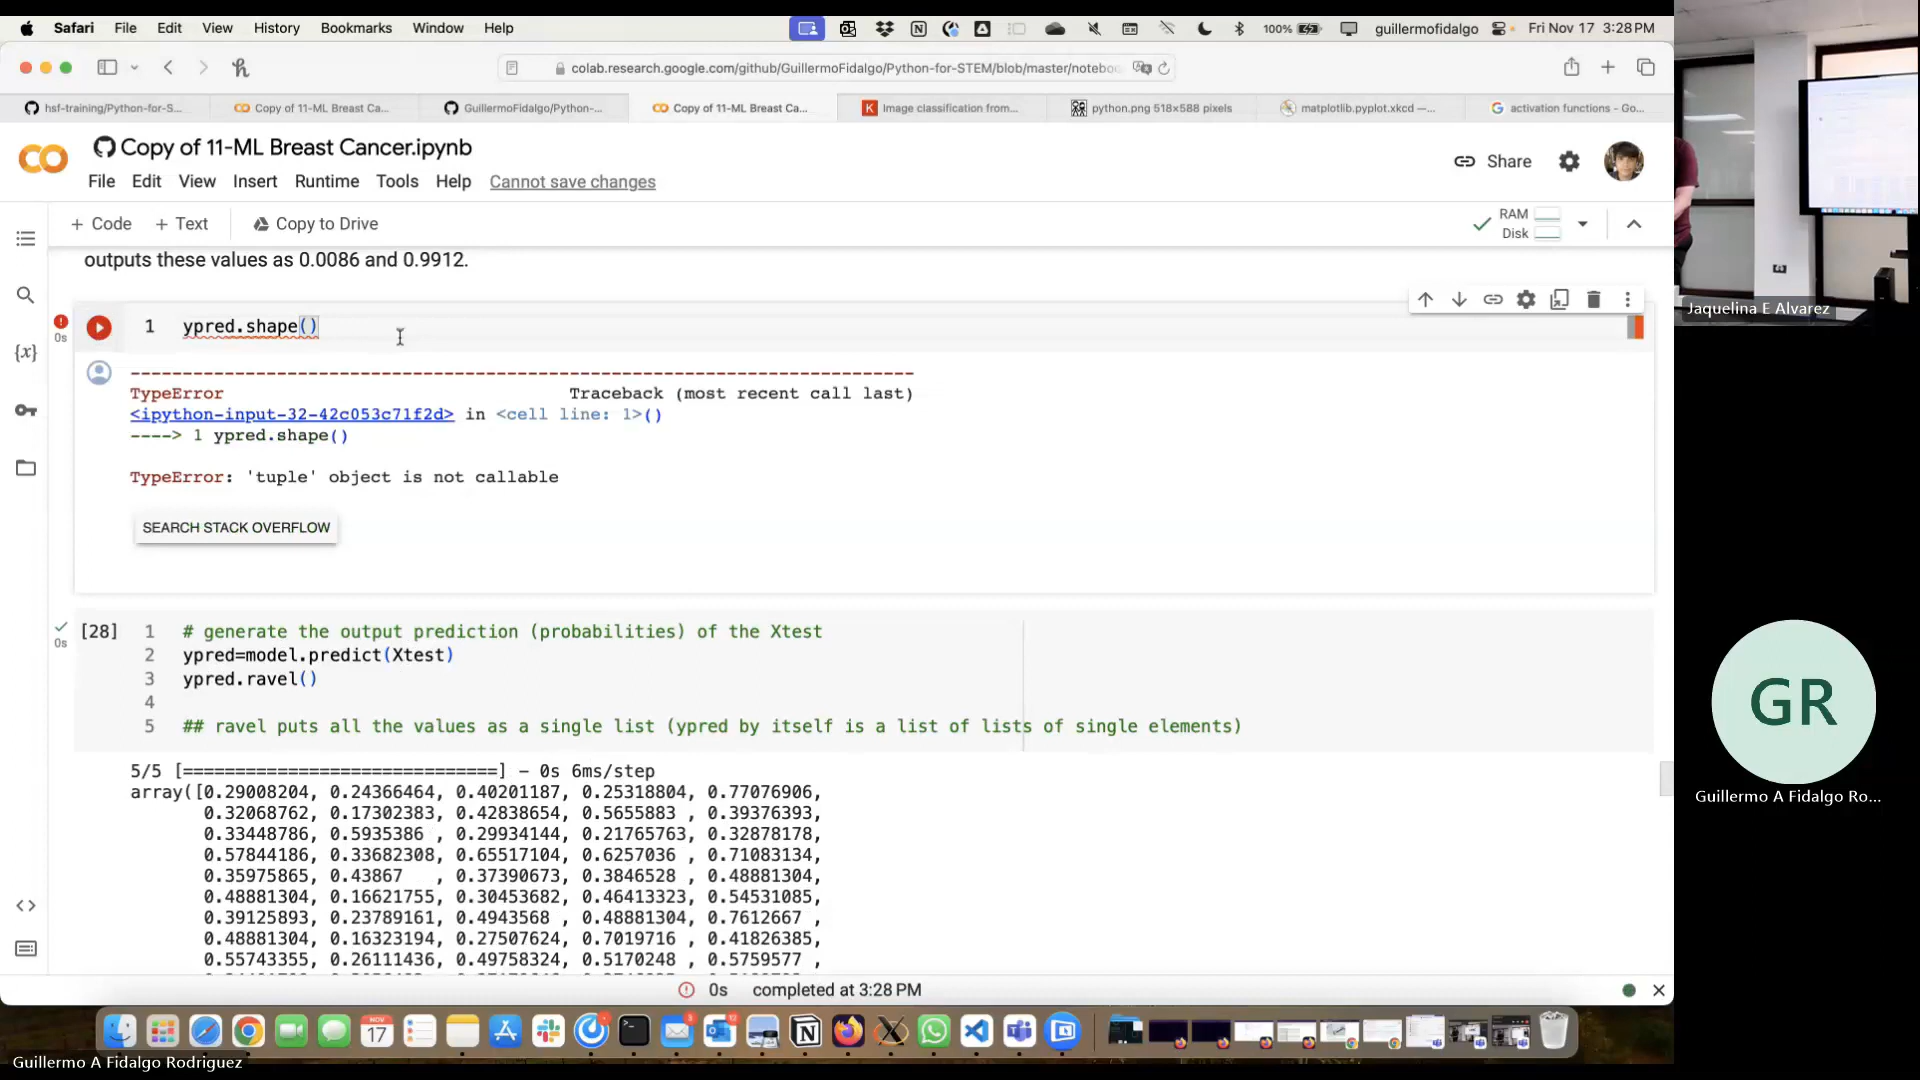 Safari File Edit View History Bookmarks Window Help 100% guillermofidalgo Fri Nov 17 3:28 PM
colab.research.google.com/github/GuillermoFidalgo/Python-for-STEM/blob/master/noteboo
hsf-training/Python-for-S... Copy of 11-ML Breast Ca... GuillermoFidalgo/Python-... Copy of 11-ML Breast Ca... Image classification from... python.png 518×588 pixels matplotlib.pyplot.xkcd —... activation functions - Go...
Copy of 11-ML Breast Cancer.ipynb
Share
File Edit View Insert Runtime Tools Help Cannot save changes
+ Code + Text Copy to Drive
RAM
Disk
outputs these values as 0.0086 and 0.9912.
0s
1 ypred.shape()
TypeError Traceback (most recent call last)
<ipython-input-32-42c053c71f2d> in <cell line: 1>()
----> 1 ypred.shape()
TypeError: 'tuple' object is not callable
SEARCH STACK OVERFLOW
0s
[28] 1 # generate the output prediction (probabilities) of the Xtest
2 ypred=model.predict(Xtest)
3 ypred.ravel()
4
5 ## ravel puts all the values as a single list (ypred by itself is a list of lists of single elements)
5/5 [==============================] - 0s 6ms/step
array([0.29008204, 0.24366464, 0.40201187, 0.25318804, 0.77076906,
0.32068762, 0.17302383, 0.42838654, 0.5655883 , 0.39376393,
0.33448786, 0.5935386 , 0.29934144, 0.21765763, 0.32878178,
0.57844186, 0.33682308, 0.65517104, 0.6257036 , 0.71083134,
0.35975865, 0.43867   , 0.37390673, 0.3846528 , 0.48881304,
0.48881304, 0.16621755, 0.30453682, 0.46413323, 0.54531085,
0.39125893, 0.23789161, 0.4943568 , 0.48881304, 0.7612667 ,
0.48881304, 0.16323194, 0.27507624, 0.7019716 , 0.41826385,
0.55743355, 0.26111436, 0.49758324, 0.5170248 , 0.5759577 ,
0s completed at 3:28 PM
NOV
17
Guillermo A Fidalgo Rodriguez
Jaquelina E Alvarez
GR
Guillermo A Fidalgo Ro...